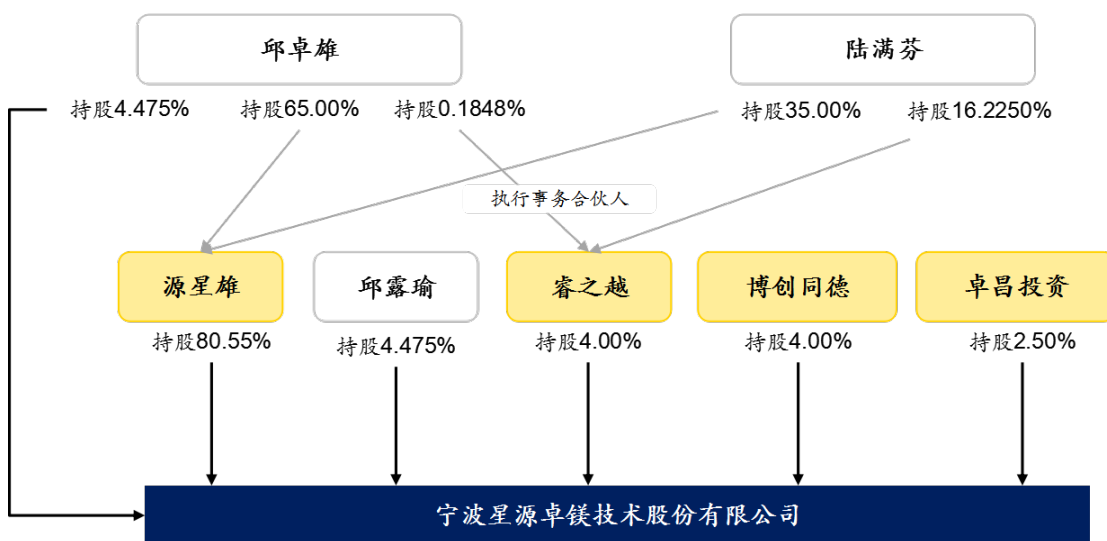 邱卓雄
陆满芬
持股4.475%
持股65.00%
持股0.1848%
持股35.00%
持股16.2250%
执行事务合伙人
源星雄
邱露瑜
睿之越
博创同德
卓昌投资
持股80.55%
持股4.475%
持股4.00%
持股4.00%
持股2.50%
宁波星源卓镁技术股份有限公司